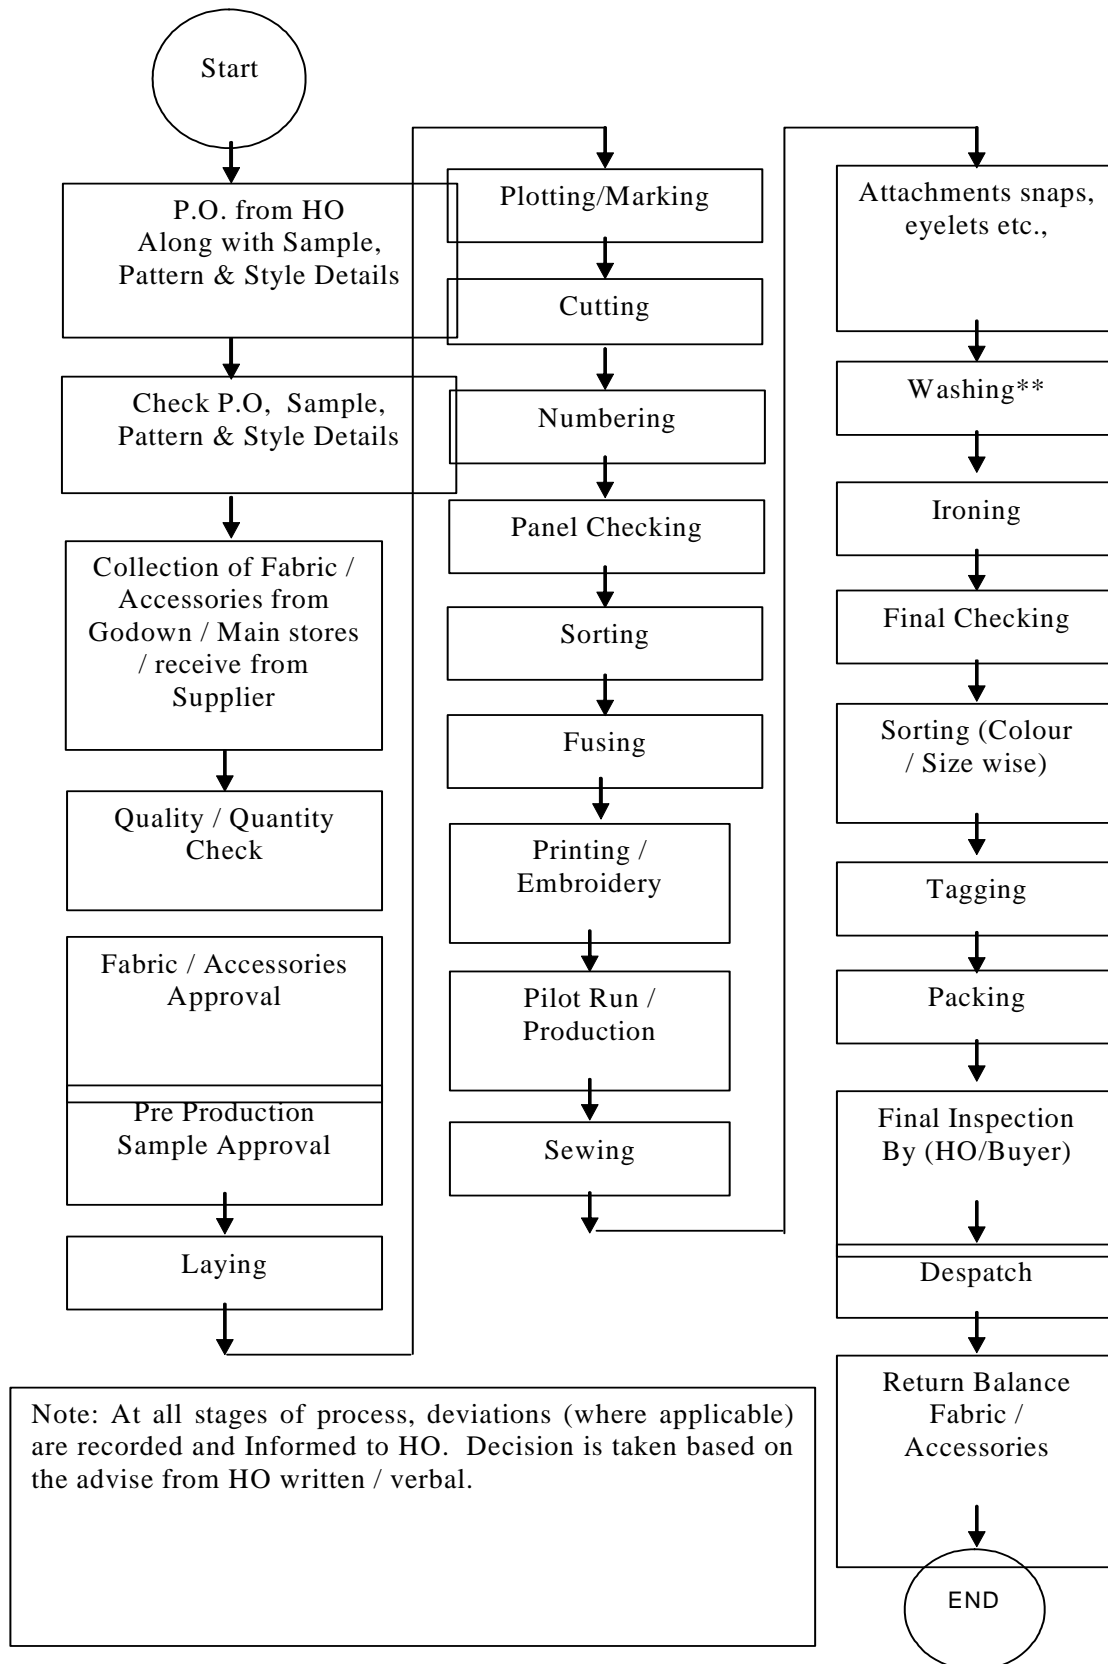 Start
P.O. from HO
Along with Sample,
Pattern & Style Details
Check P.O, Sample,
Pattern & Style Details
Collection of Fabric /
Accessories from
Godown / Main stores
/ receive from
Supplier
Quality / Quantity
Check
Fabric / Accessories
Approval
Pre Production
Sample Approval
Laying
Plotting/Marking
Cutting
Numbering
Panel Checking
Sorting
Fusing
Printing /
Embroidery
Pilot Run /
Production
Sewing
Attachments snaps,
eyelets etc.,
Washing**
Ironing
Final Checking
Sorting (Colour
/ Size wise)
Tagging
Packing
Final Inspection
By (HO/Buyer)
Despatch
Return Balance
Fabric /
Accessories
END
Note: At all stages of process, deviations (where applicable)
are recorded and Informed to HO. Decision is taken based on
the advise from HO written / verbal.